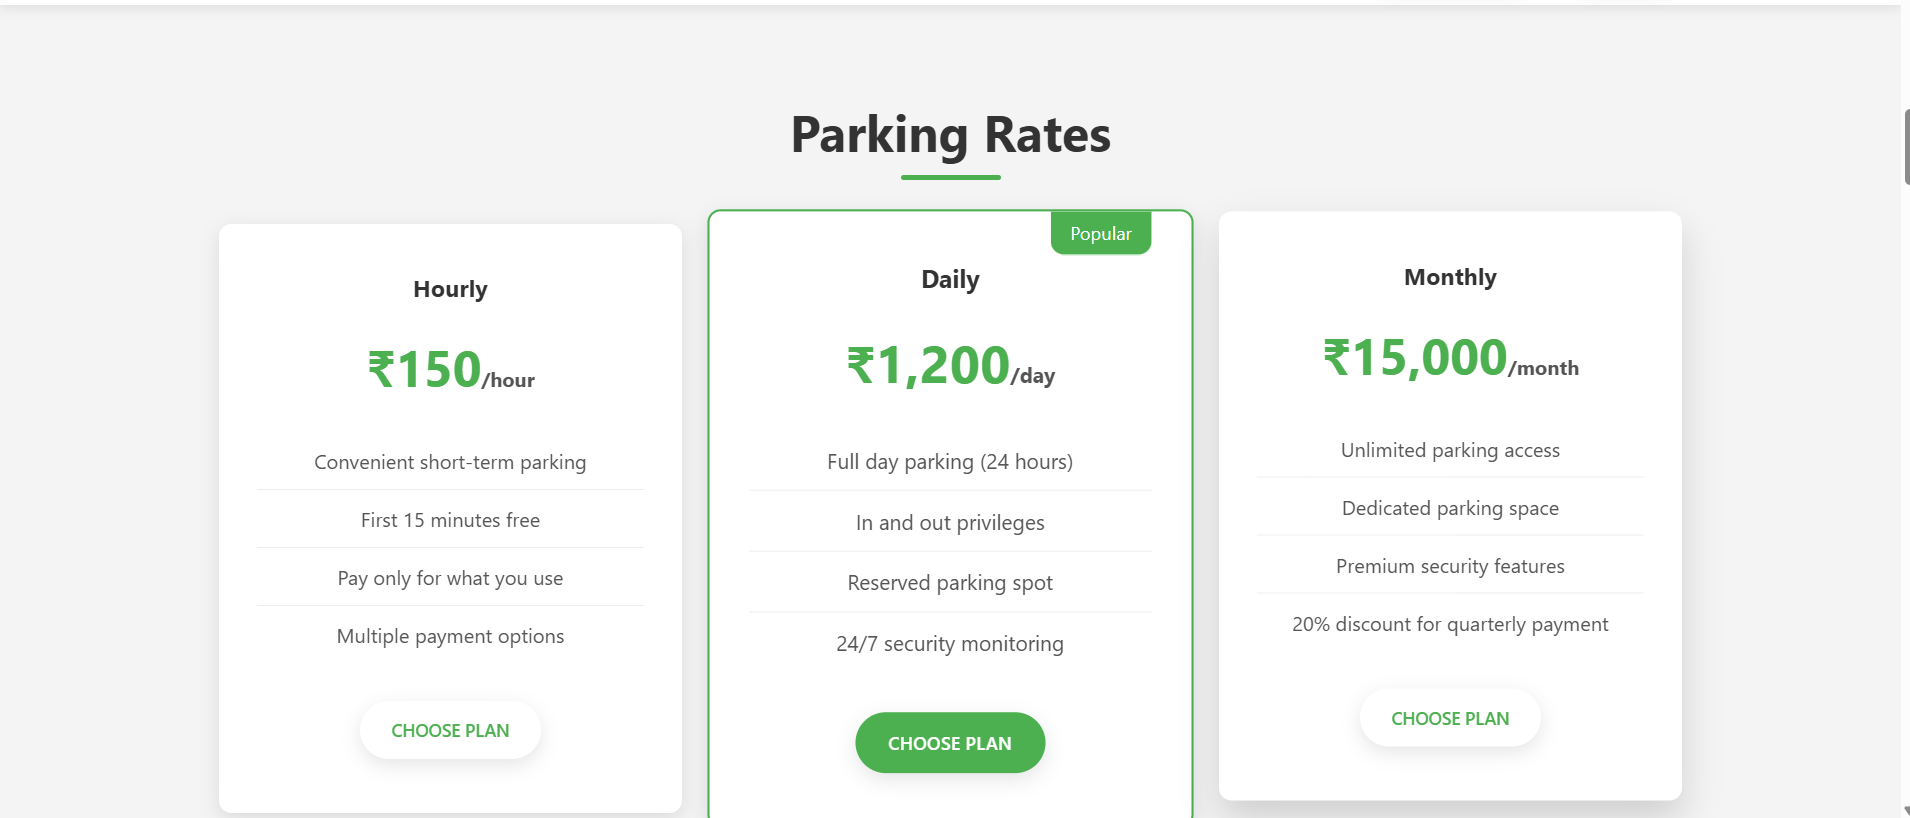 Parking Rates
Hourly
₹150/hour
Convenient short-term parking
First 15 minutes free
Pay only for what you use
Multiple payment options
CHOOSE PLAN
Popular
Daily
₹1,200/day
Full day parking (24 hours)
In and out privileges
Reserved parking spot
24/7 security monitoring
CHOOSE PLAN
Monthly
₹15,000/month
Unlimited parking access
Dedicated parking space
Premium security features
20% discount for quarterly payment
CHOOSE PLAN